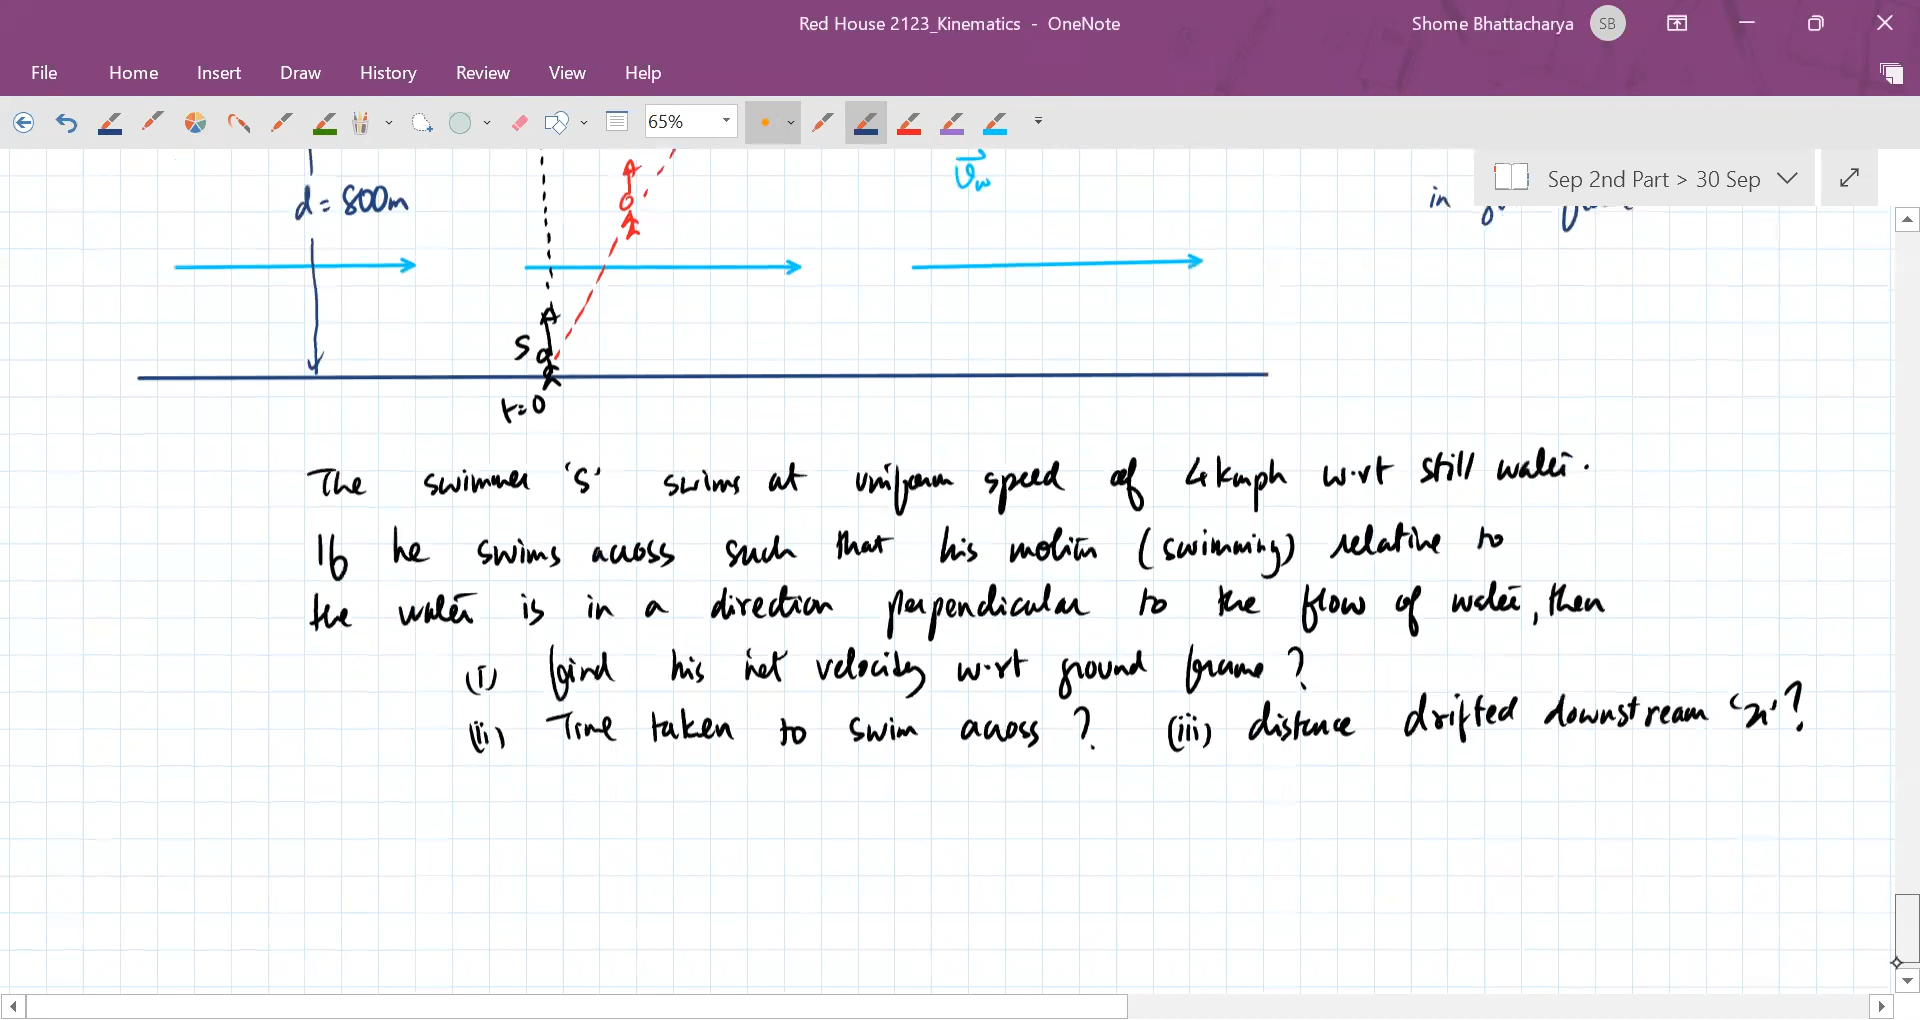 Red House 2123_Kinematics - OneNote
Shome Bhattacharya
SB
File Home Insert Draw History Review View Help
65%
Sep 2nd Part > 30 Sep
d = 800m
in
S
t=0
The swimmer 'S' swims at uniform speed of 4 kmph w.r.t still water.
If he swims across such that his motion (swimming) relative to
the water is in a direction perpendicular to the flow of water, then
(i) find his net velocity w.r.t ground frame ?
(ii) Time taken to swim across ? (iii) distance drifted downstream 'x' ?